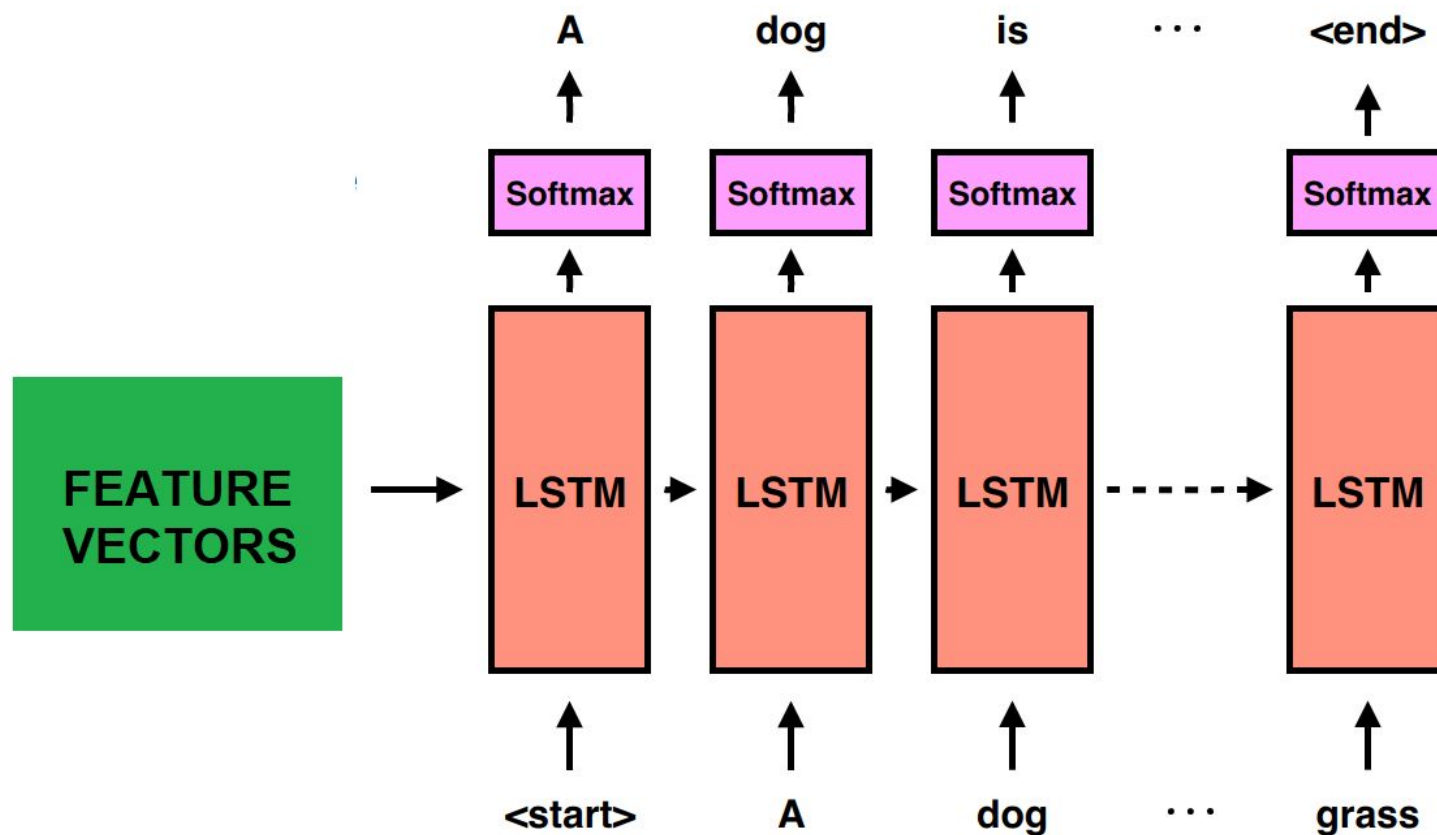 A dog is ... <end>
Softmax Softmax Softmax Softmax
FEATURE
VECTORS
LSTM LSTM LSTM LSTM
<start> A dog ... grass